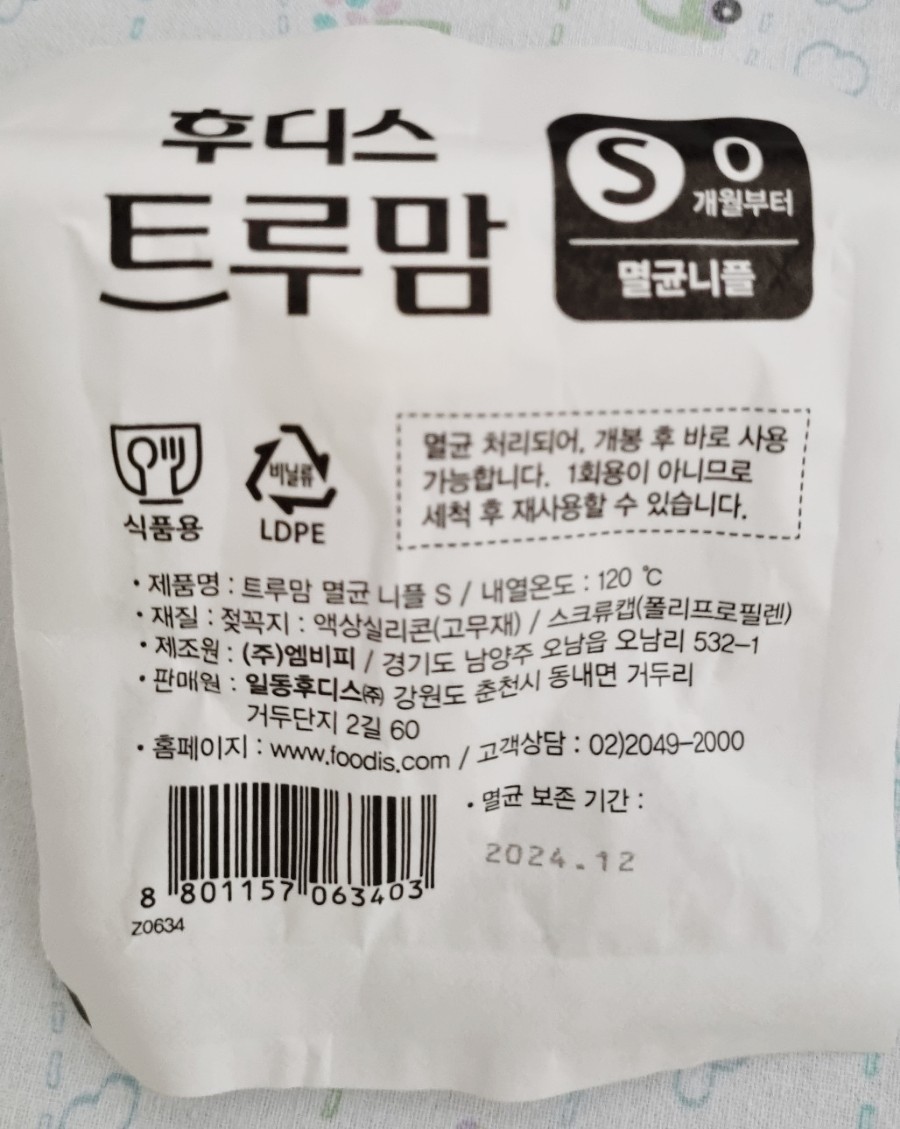 후디스
트루맘
S 0
개월부터
멸균니플
식품용
비닐류
LDPE
멸균 처리되어, 개봉 후 바로 사용
가능합니다. 1회용이 아니므로
세척 후 재사용할 수 있습니다.
• 제품명 : 트루맘 멸균 니플 S / 내열온도 : 120 ℃
• 재질 : 젖꼭지 : 액상실리콘(고무재) / 스크류캡(폴리프로필렌)
• 제조원 : (주)엠비피 / 경기도 남양주 오남읍 오남리 532-1
• 판매원 : 일동후디스㈜ 강원도 춘천시 동내면 거두리
거두단지 2길 60
• 홈페이지 : www.foodis.com / 고객상담 : 02)2049-2000
• 멸균 보존 기간 :
2024.12
8 801157 063403
Z0634